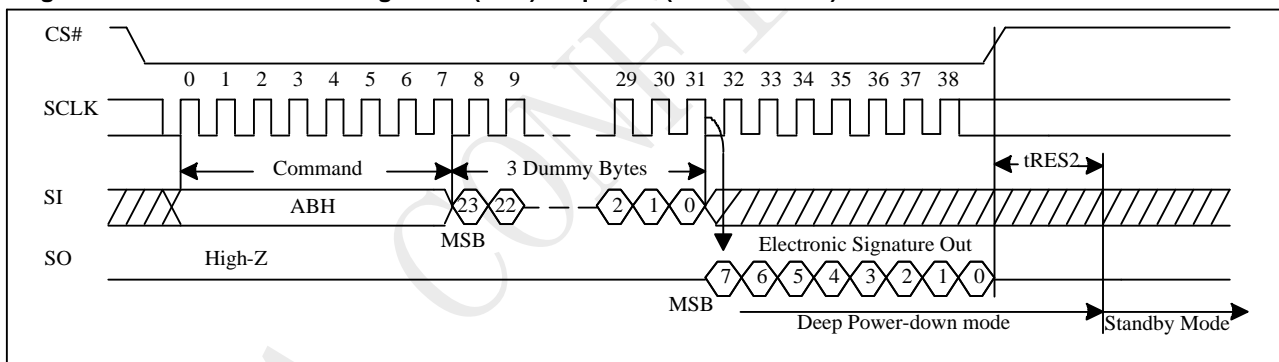 CS#
0 1 2 3 4 5 6 7 8 9 29 30 31 32 33 34 35 36 37 38
SCLK
tRES2
Command 3 Dummy Bytes
SI
ABH 23 22 2 1 0
MSB
Electronic Signature Out
SO High-Z
7 6 5 4 3 2 1 0
MSB
Deep Power-down mode Standby Mode